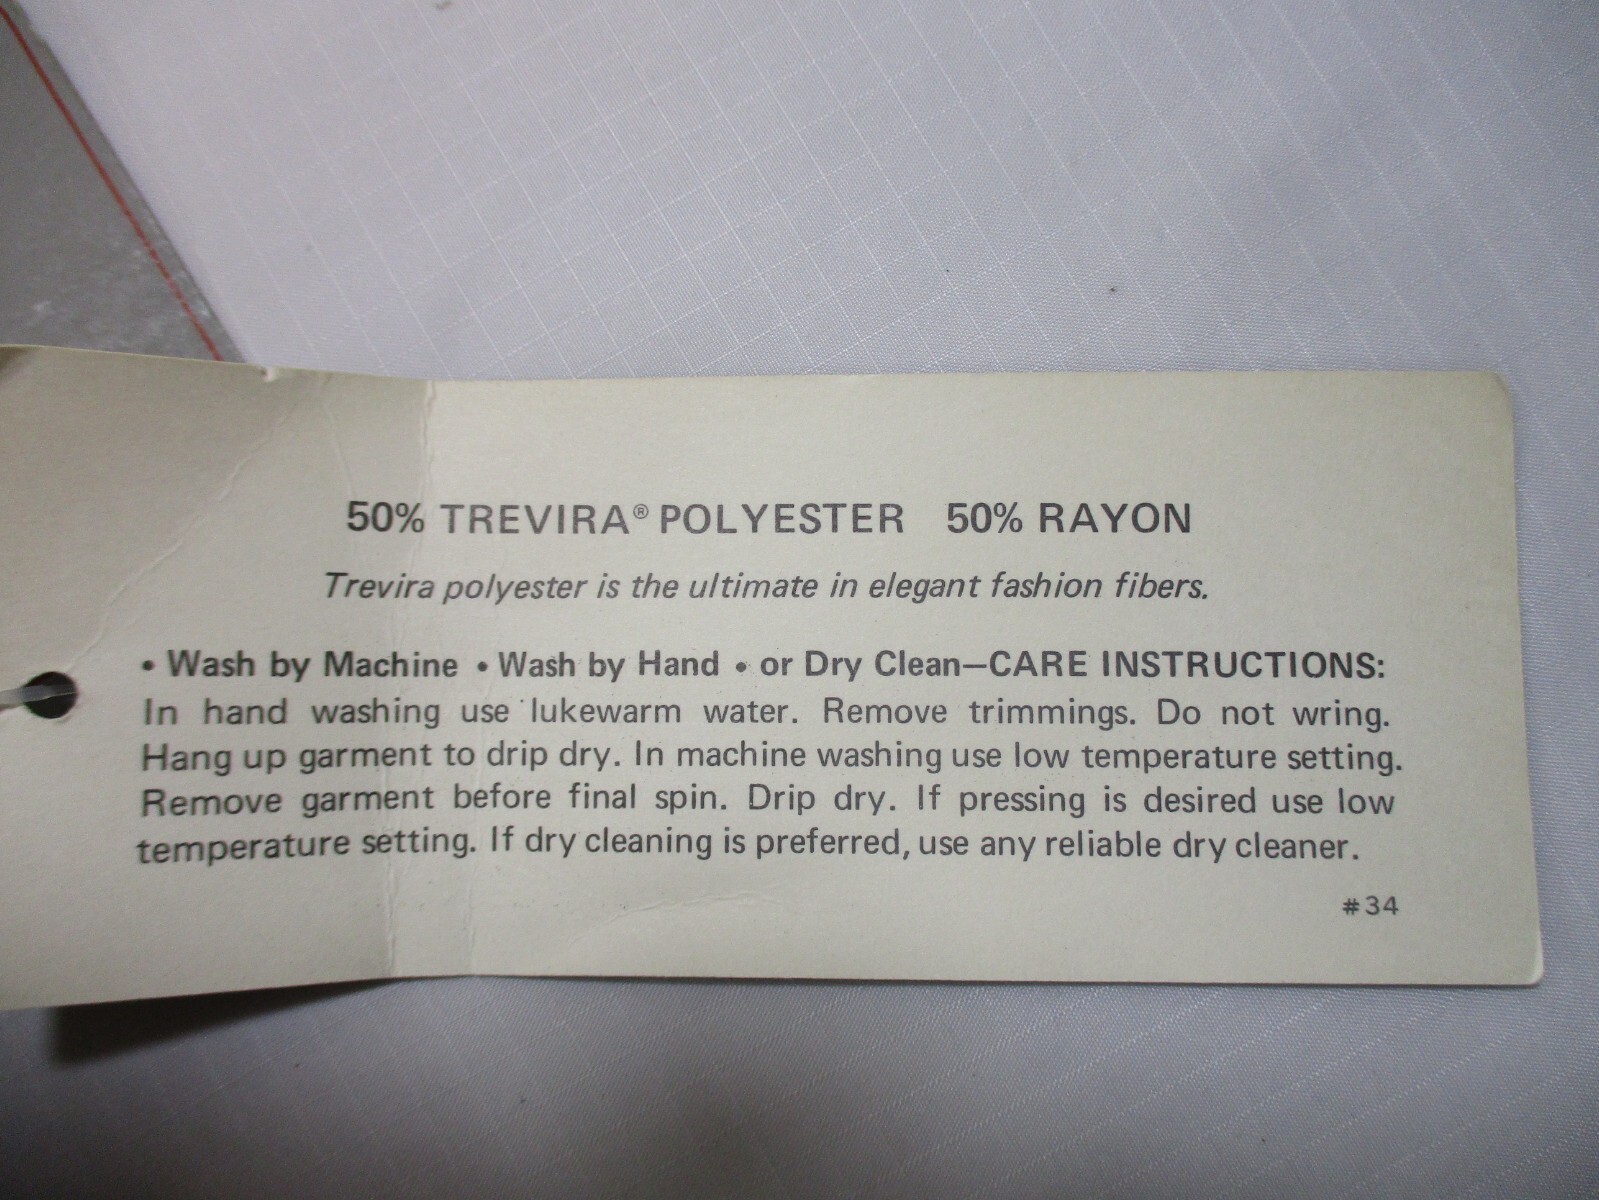 50% TREVIRA® POLYESTER 50% RAYON
Trevira polyester is the ultimate in elegant fashion fibers.
• Wash by Machine • Wash by Hand • or Dry Clean—CARE INSTRUCTIONS:
In hand washing use lukewarm water. Remove trimmings. Do not wring.
Hang up garment to drip dry. In machine washing use low temperature setting.
Remove garment before final spin. Drip dry. If pressing is desired use low
temperature setting. If dry cleaning is preferred, use any reliable dry cleaner.
#34